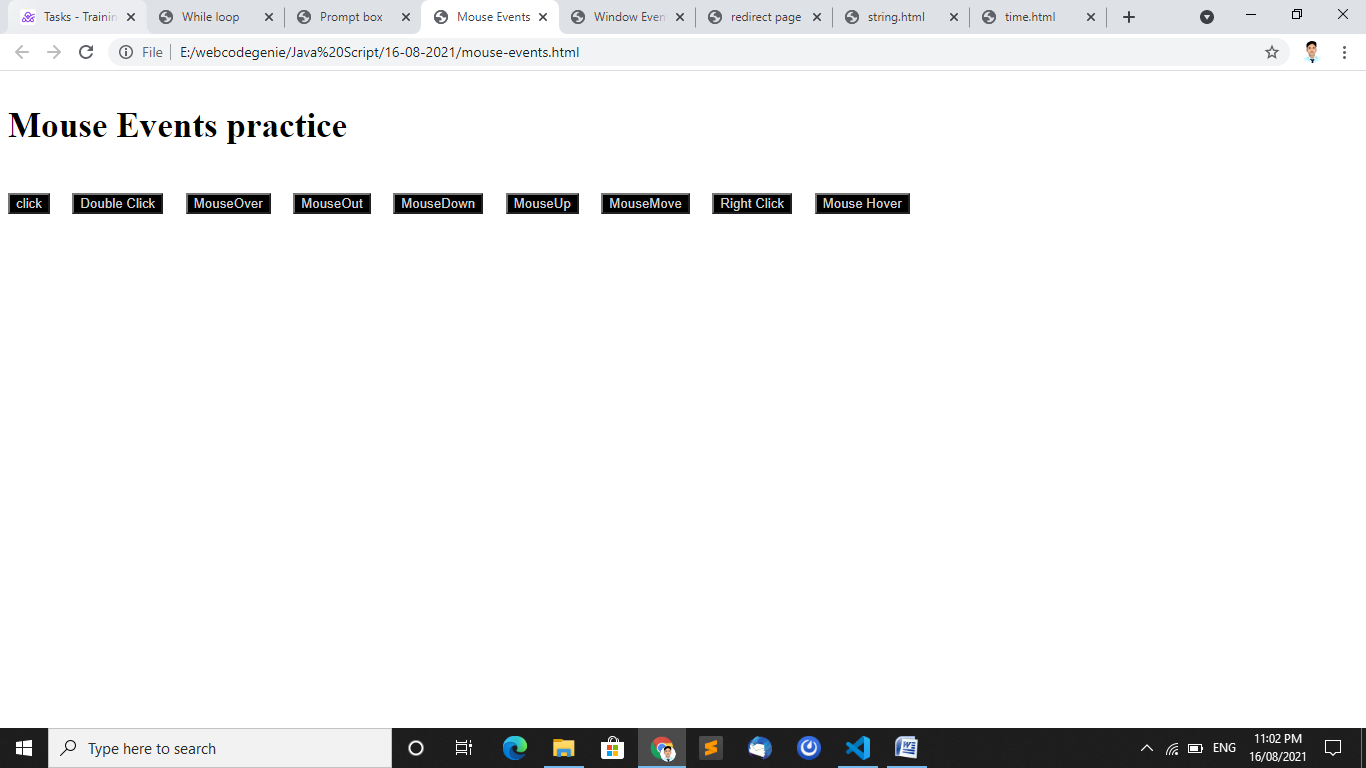 Tasks - Trainin While loop Prompt box Mouse Events Window Even redirect page string.html time.html
File E:/webcodegenie/Java%20Script/16-08-2021/mouse-events.html
Mouse Events practice
click Double Click MouseOver MouseOut MouseDown MouseUp MouseMove Right Click Mouse Hover
Type here to search ENG 11:02 PM
16/08/2021